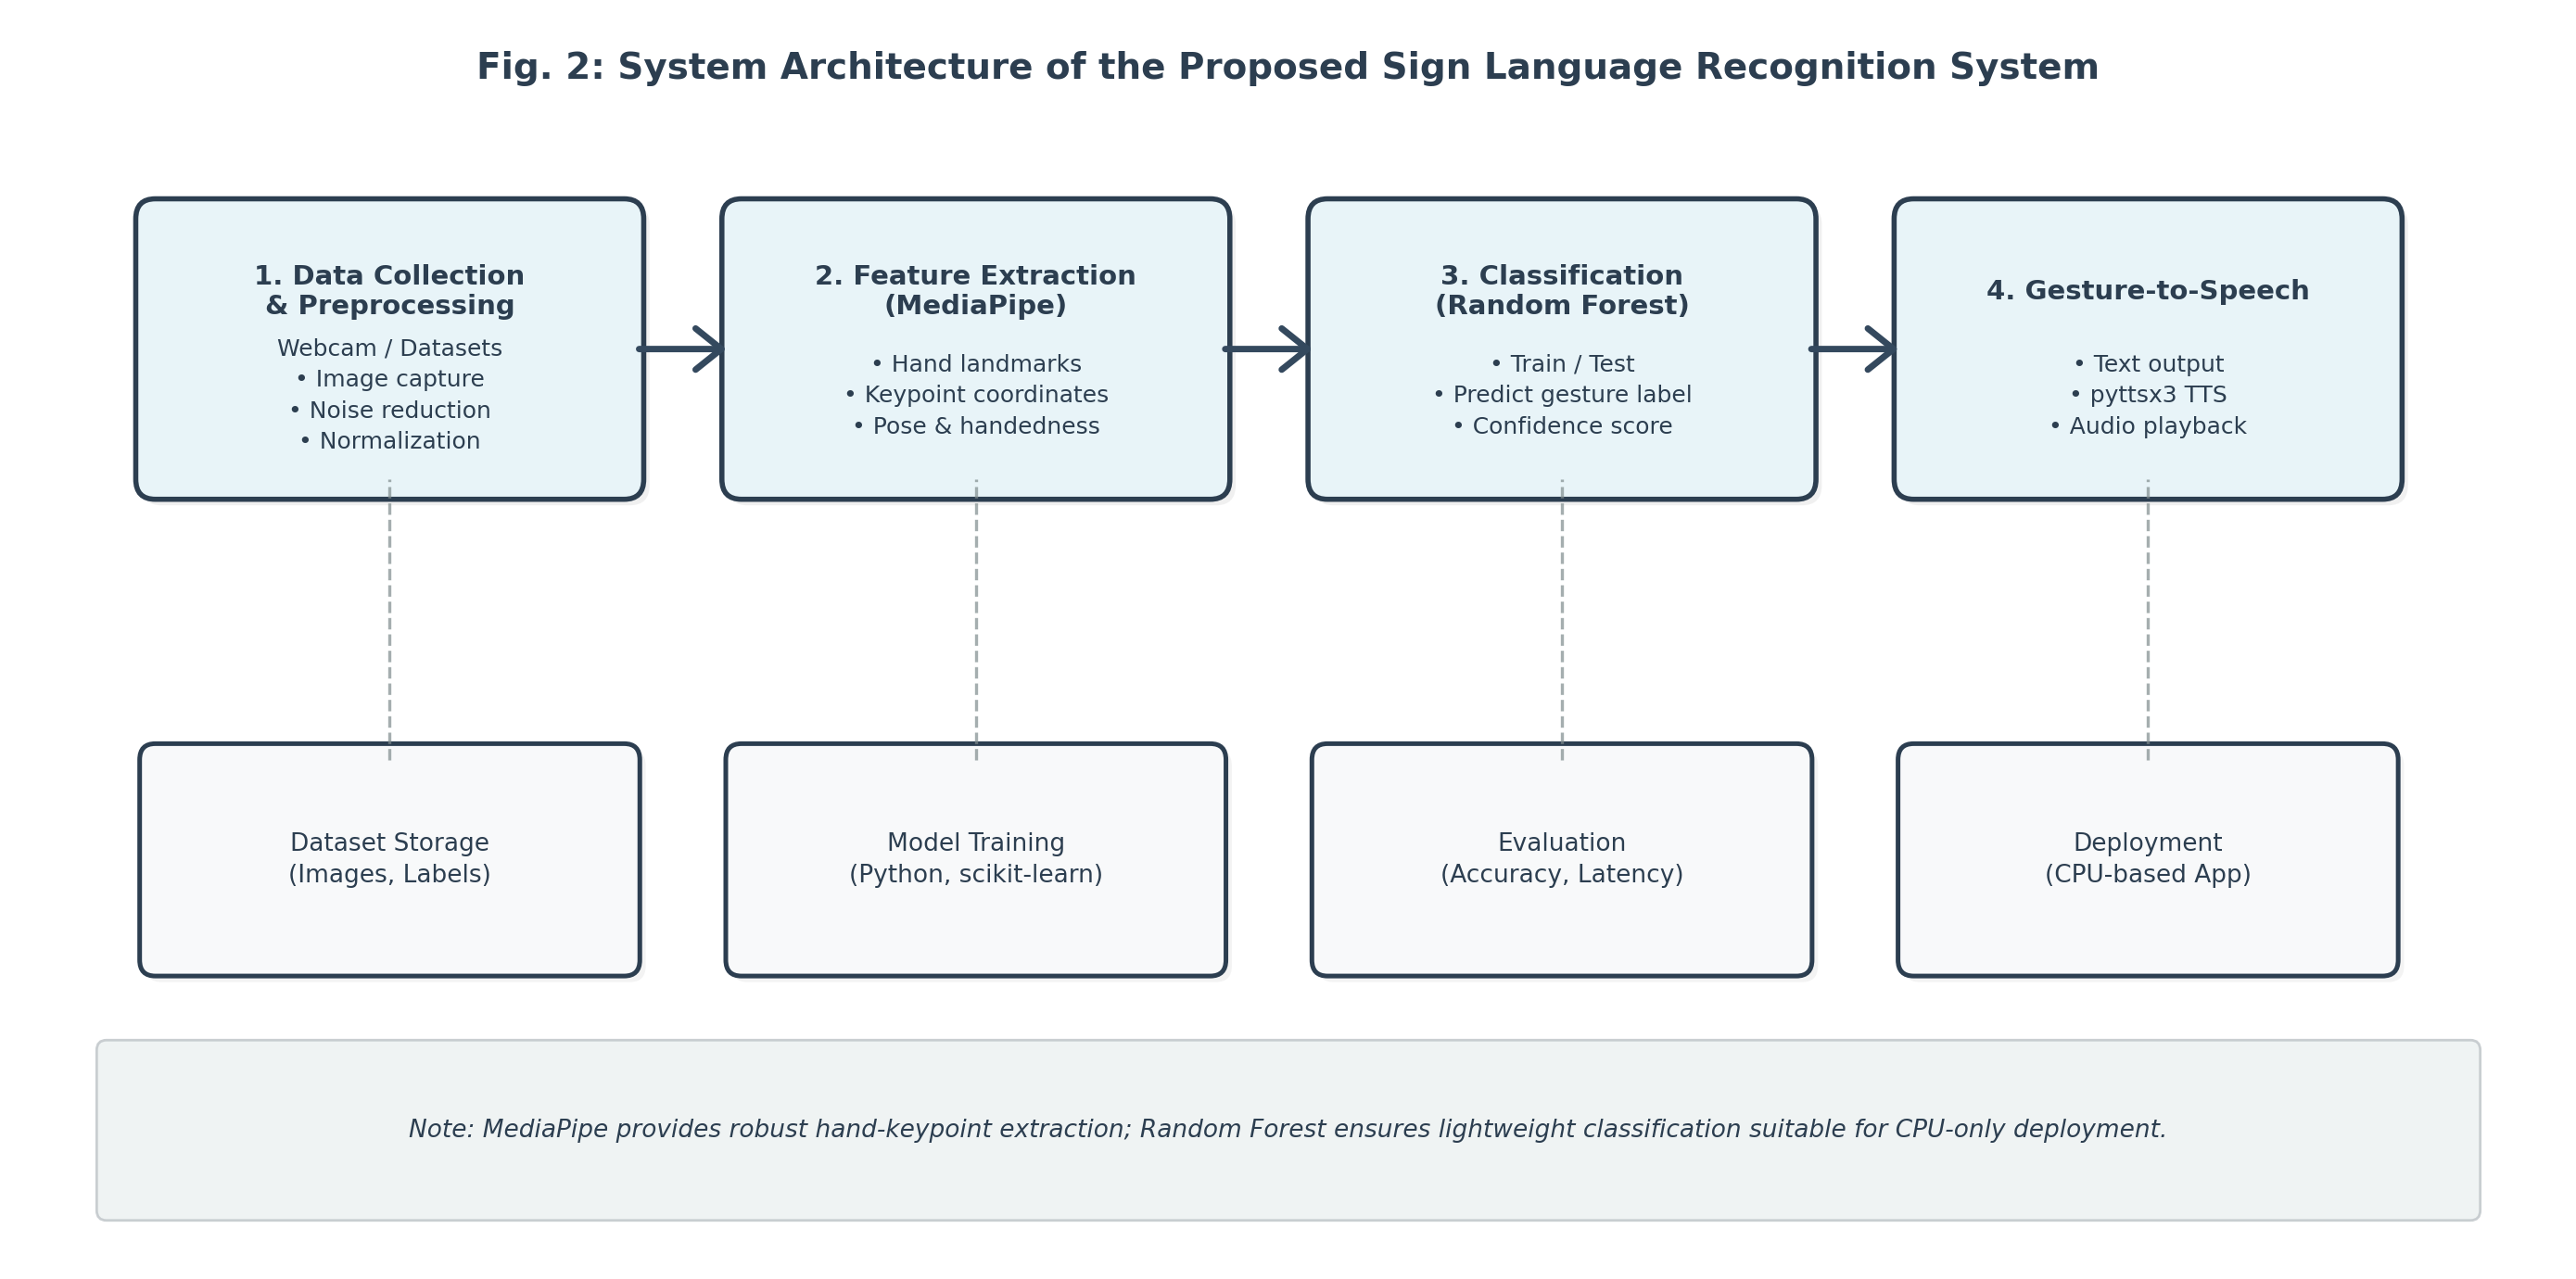 Fig. 2: System Architecture of the Proposed Sign Language Recognition System
1. Data Collection
& Preprocessing
Webcam / Datasets
• Image capture
• Noise reduction
• Normalization
2. Feature Extraction
(MediaPipe)
• Hand landmarks
• Keypoint coordinates
• Pose & handedness
3. Classification
(Random Forest)
• Train / Test
• Predict gesture label
• Confidence score
4. Gesture-to-Speech
• Text output
• pyttsx3 TTS
• Audio playback
Dataset Storage
(Images, Labels)
Model Training
(Python, scikit-learn)
Evaluation
(Accuracy, Latency)
Deployment
(CPU-based App)
Note: MediaPipe provides robust hand-keypoint extraction; Random Forest ensures lightweight classification suitable for CPU-only deployment.